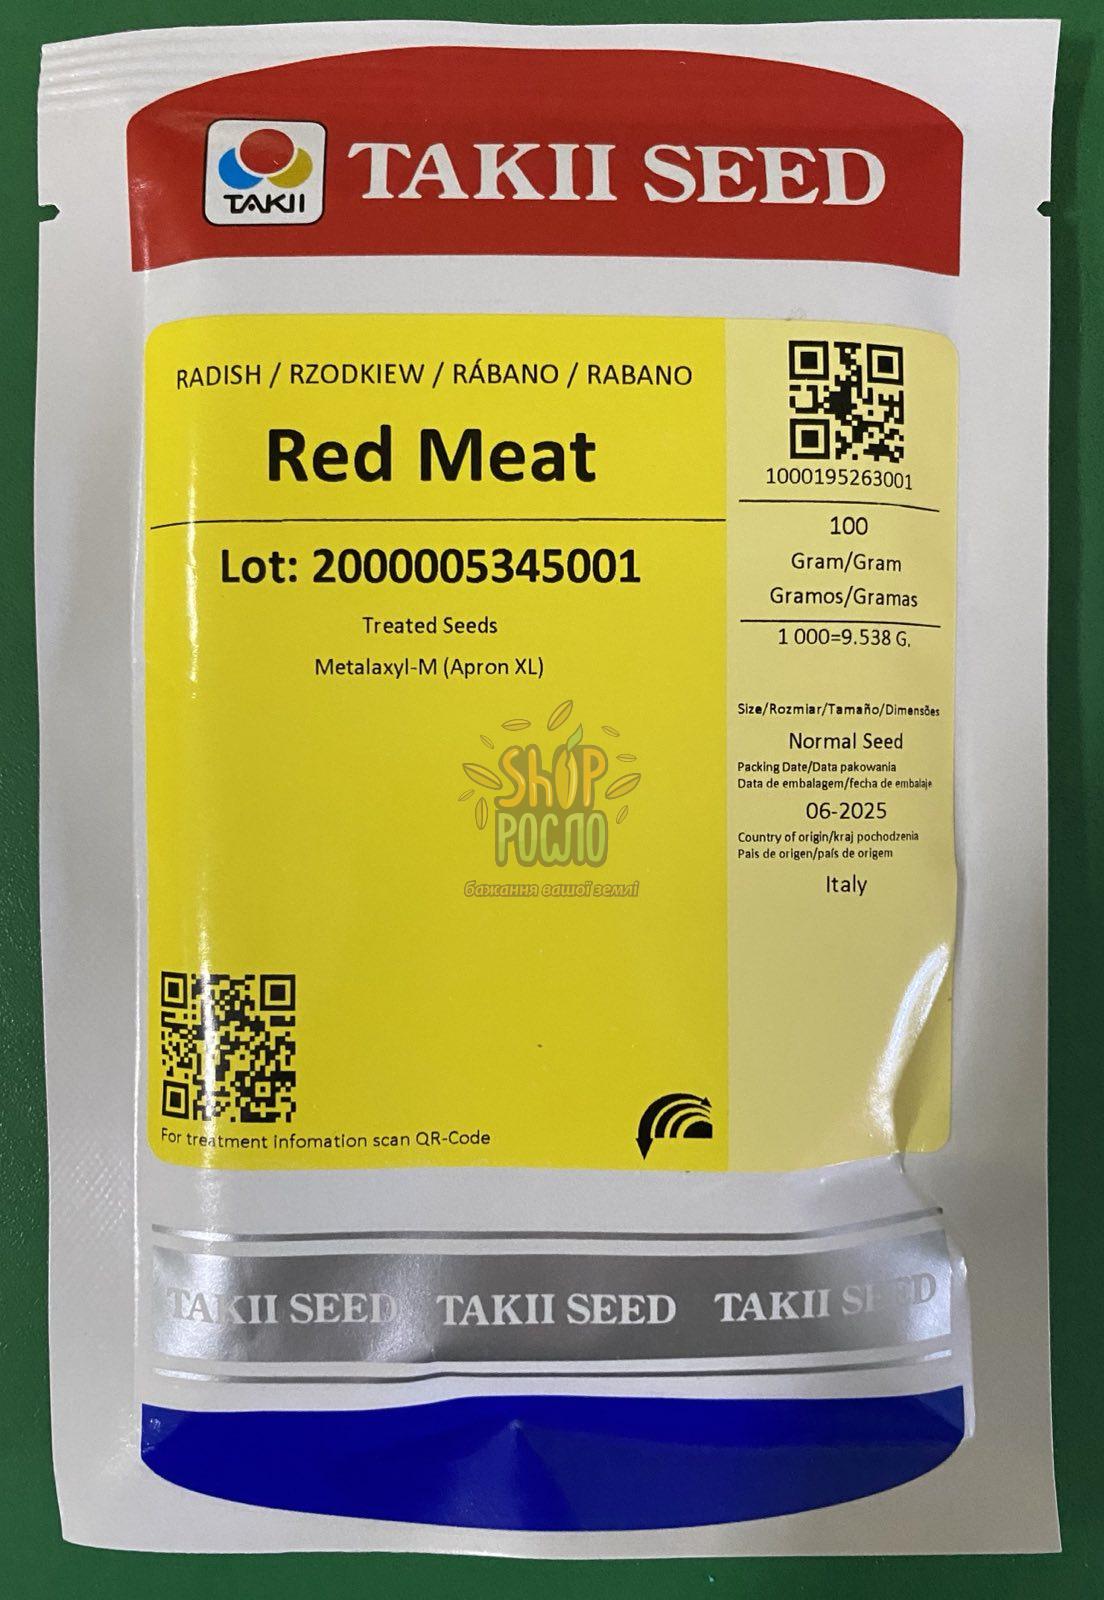 TAKII
TAKII SEED
RADISH / RZODKIEW / RÁBANO / RABANO
Red Meat
Lot: 2000005345001
Treated Seeds
Metalaxyl-M (Apron XL)
1000195263001
100
Gram/Gram
Gramos/Gramas
1 000=9.538 G.
Size/Rozmiar/Tamaño/Dimensões
Normal Seed
Packing Date/Data pakowania
Data de embalagem/fecha de embalaje
06-2025
Country of origin/kraj pochodzenia
Pais de origen/país de origem
Italy
ShOP
РОСЛО
бажання вашої землі
For treatment infomation scan QR-Code
TAKII SEED TAKII SEED TAKII SEED